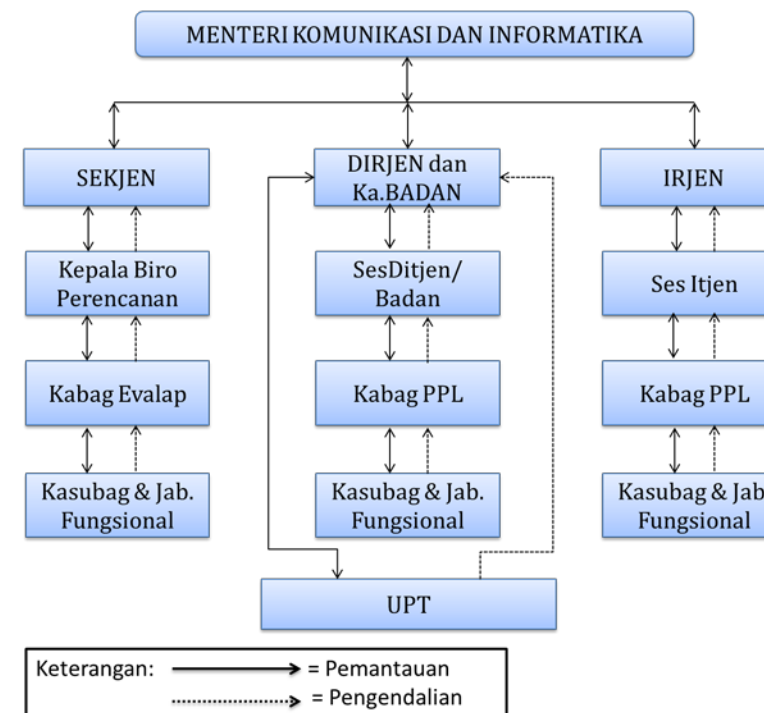 MENTERI KOMUNIKASI DAN INFORMATIKA
SEKJEN
DIRJEN dan
Ka.BADAN
IRJEN
Kepala Biro
Perencanan
SesDitjen/
Badan
Ses Itjen
Kabag Evalap
Kabag PPL
Kabag PPL
Kasubag & Jab.
Fungsional
Kasubag & Jab.
Fungsional
Kasubag & Jab
Fungsional
UPT
Keterangan: = Pemantauan
= Pengendalian